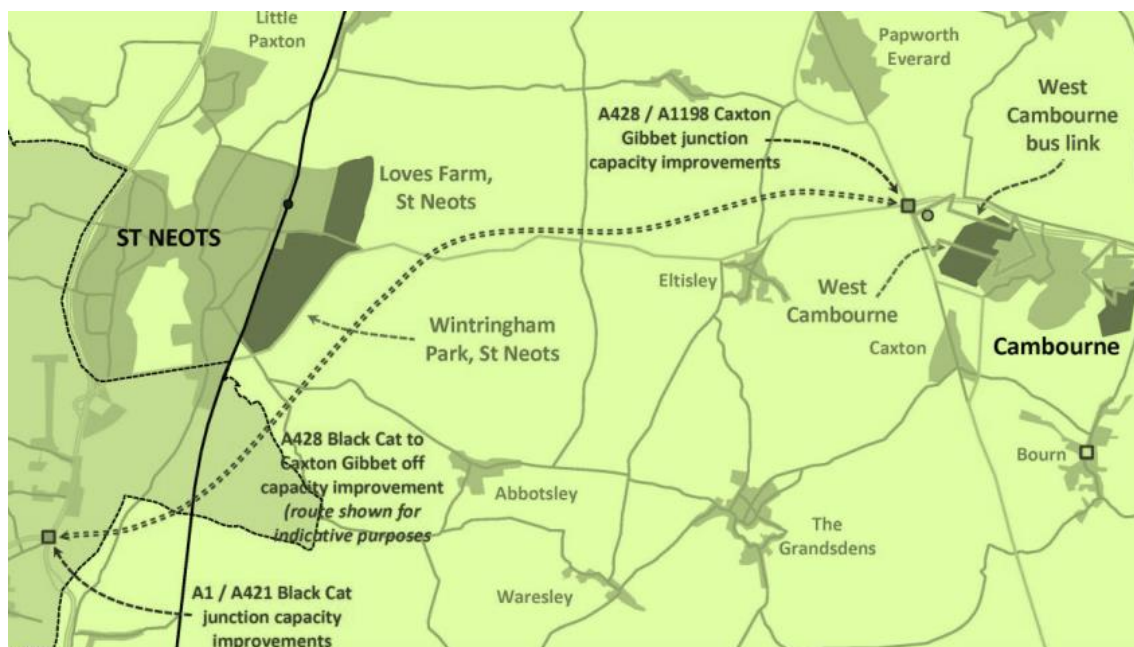 Little
Paxton
Papworth
Everard
West
Cambourne
bus link
A428 / A1198 Caxton
Gibbet junction
capacity improvements
Loves Farm,
St Neots
ST NEOTS
Eltisley
West
Cambourne
Wintringham
Park, St Neots
Caxton
Cambourne
A428 Black Cat to
Caxton Gibbet off
capacity improvement
(route shown for
indicative purposes
Bourn
Abbotsley
The
Grandsdens
Waresley
A1 / A421 Black Cat
junction capacity
improvements